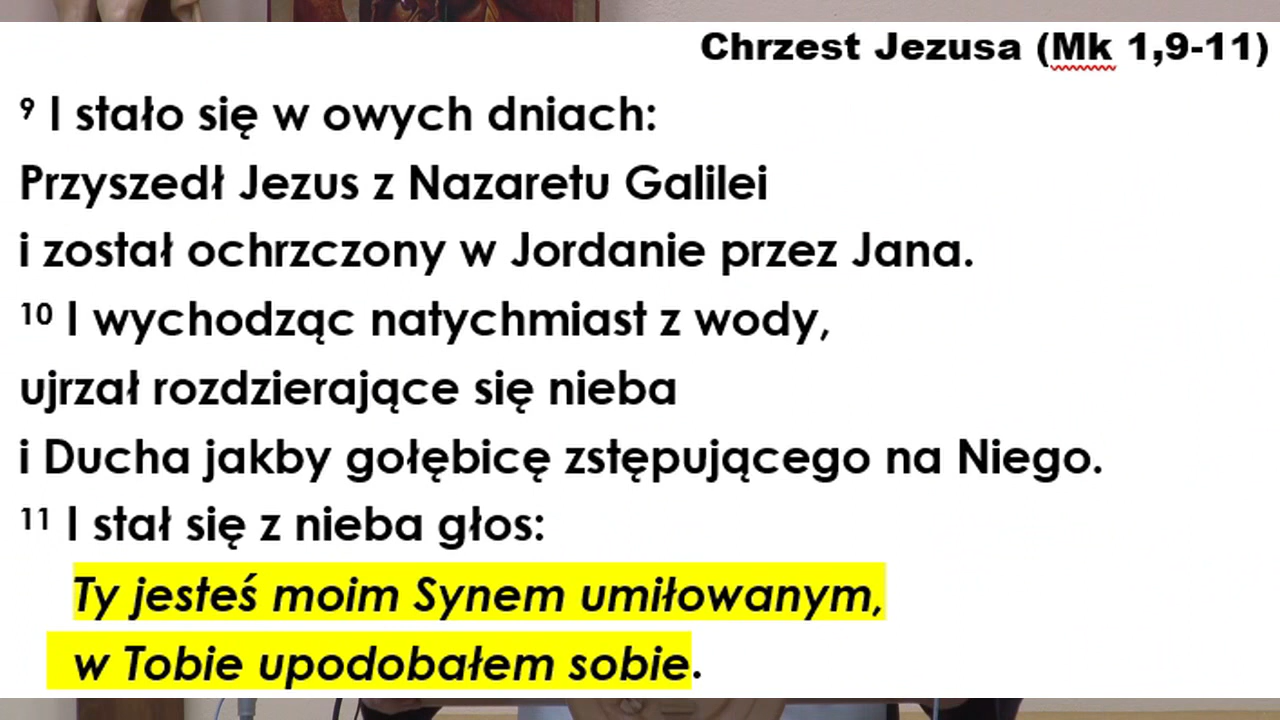 Chrzest Jezusa (Mk 1,9-11)
⁹ I stało się w owych dniach:
Przyszedł Jezus z Nazaretu Galilei
i został ochrzczony w Jordanie przez Jana.
¹⁰ I wychodząc natychmiast z wody,
ujrzał rozdzierające się nieba
i Ducha jakby gołębicę zstępującego na Niego.
¹¹ I stał się z nieba głos:
Ty jesteś moim Synem umiłowanym,
w Tobie upodobałem sobie.